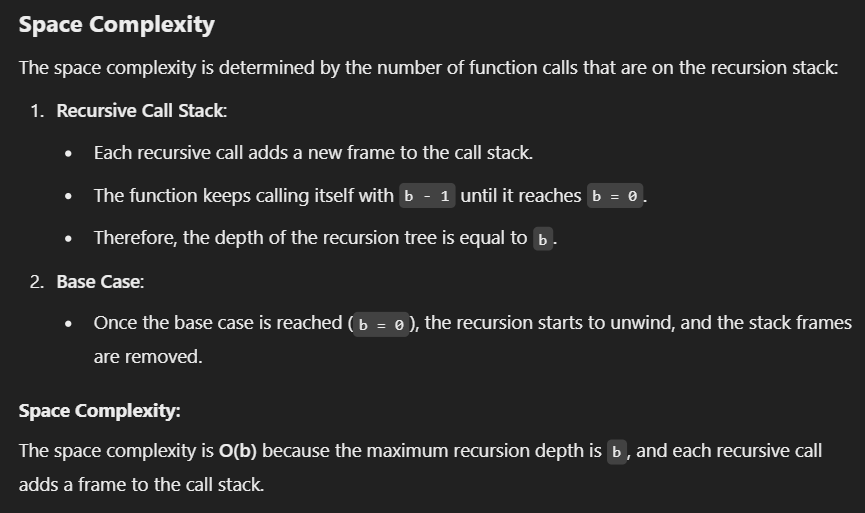 Space Complexity
The space complexity is determined by the number of function calls that are on the recursion stack:
1. Recursive Call Stack:
• Each recursive call adds a new frame to the call stack.
• The function keeps calling itself with b - 1 until it reaches b = 0.
• Therefore, the depth of the recursion tree is equal to b.
2. Base Case:
• Once the base case is reached (b = 0), the recursion starts to unwind, and the stack frames
are removed.
Space Complexity:
The space complexity is O(b) because the maximum recursion depth is b, and each recursive call
adds a frame to the call stack.